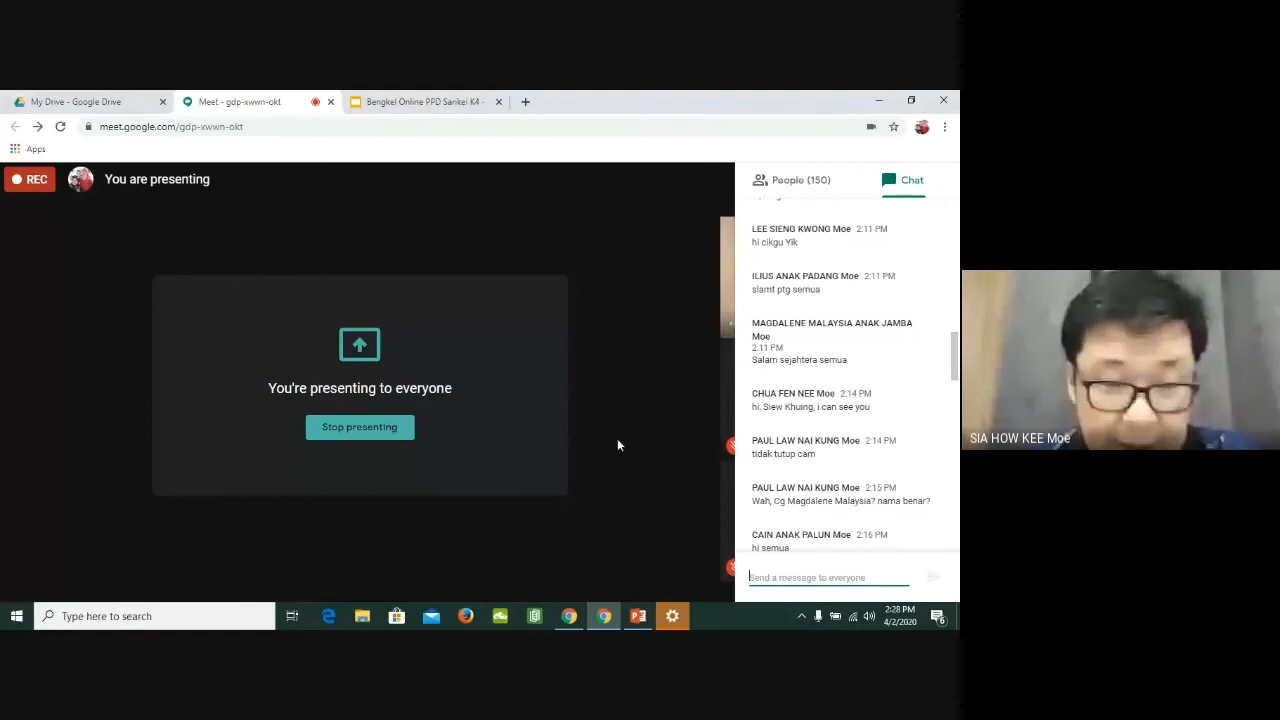 My Drive - Google Drive
Meet - gdp-xwwn-okt
Bengkel Online PPD Sarikei K4 -
meet.google.com/gdp-xwwn-okt
Apps
REC
You are presenting
People (150)
Chat
LEE SIENG KWONG Moe 2:11 PM
hi cikgu Yik
ILIUS ANAK PADANG Moe 2:11 PM
slamt ptg semua
MAGDALENE MALAYSIA ANAK JAMBA
Moe
2:11 PM
Salam sejahtera semua
You're presenting to everyone
Stop presenting
CHUA FEN NEE Moe 2:14 PM
hi, Siew Khuing, i can see you
PAUL LAW NAI KUNG Moe 2:14 PM
tidak tutup cam
PAUL LAW NAI KUNG Moe 2:15 PM
Wah, Cg Magdalene Malaysia? nama benar?
CAIN ANAK PALUN Moe 2:16 PM
hi semua
Send a message to everyone
SIA HOW KEE Moe
Type here to search
2:28 PM
4/2/2020
6